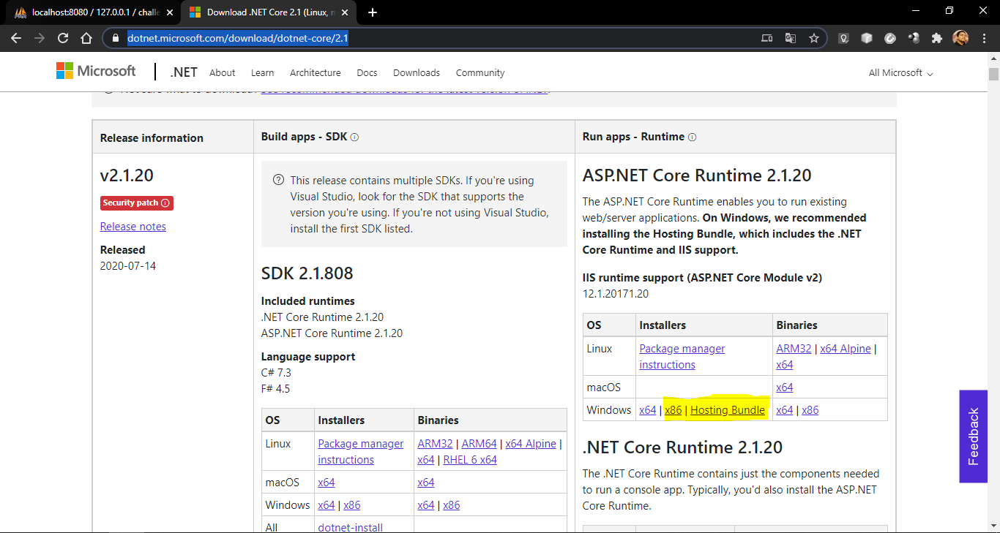 localhost:8080 / 127.0.0.1 / challe
Download .NET Core 2.1 (Linux, m
dotnet.microsoft.com/download/dotnet-core/2.1
Microsoft
.NET
About
Learn
Architecture
Docs
Downloads
Community
All Microsoft
Release information
Build apps - SDK
Run apps - Runtime
v2.1.20
Security patch
Release notes
Released
2020-07-14
This release contains multiple SDKs. If you're using
Visual Studio, look for the SDK that supports the
version you're using. If you're not using Visual Studio,
install the first SDK listed.
SDK 2.1.808
Included runtimes
.NET Core Runtime 2.1.20
ASP.NET Core Runtime 2.1.20
Language support
C# 7.3
F# 4.5
OS Installers Binaries
Linux Package manager ARM32 | ARM64 | x64 Alpine |
instructions x64 | RHEL 6 x64
macOS x64 x64
Windows x64 | x86 x64 | x86
All dotnet-install
ASP.NET Core Runtime 2.1.20
The ASP.NET Core Runtime enables you to run existing
web/server applications. On Windows, we recommended
installing the Hosting Bundle, which includes the .NET
Core Runtime and IIS support.
IIS runtime support (ASP.NET Core Module v2)
12.1.20171.20
OS Installers Binaries
Linux Package manager ARM32 | x64 Alpine |
instructions x64
macOS x64
Windows x64 | x86 | Hosting Bundle x64 | x86
.NET Core Runtime 2.1.20
The .NET Core Runtime contains just the components needed
to run a console app. Typically, you'd also install the ASP.NET
Core Runtime.
Feedback